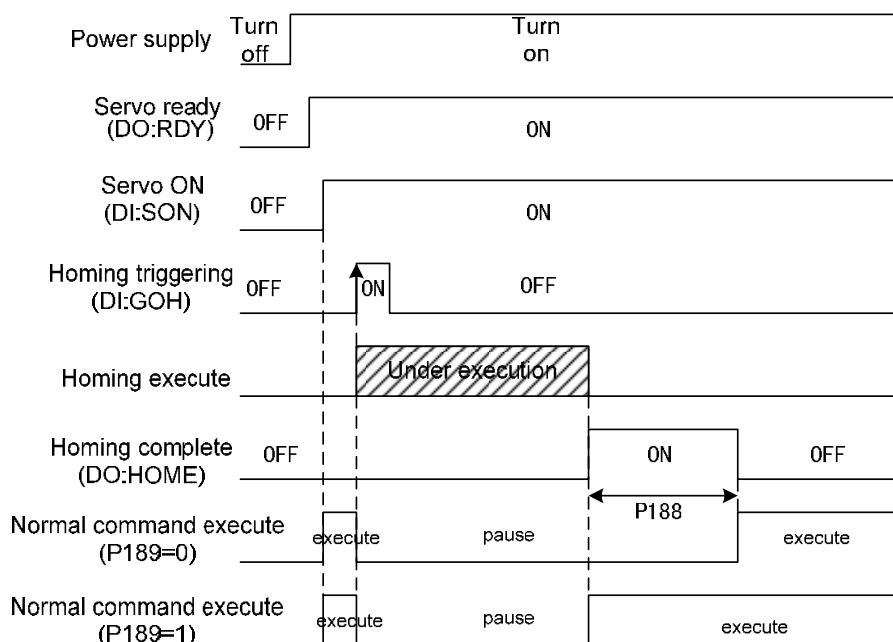 Power supply
Turn off
Turn on
Servo ready
(DO:RDY)
OFF
ON
Servo ON
(DI:SON)
OFF
ON
Homing triggering
(DI:GOH)
OFF
ON
OFF
Homing execute
Under execution
Homing complete
(DO:HOME)
OFF
ON
OFF
P188
Normal command execute
(P189=0)
execute
pause
execute
Normal command execute
(P189=1)
execute
pause
execute